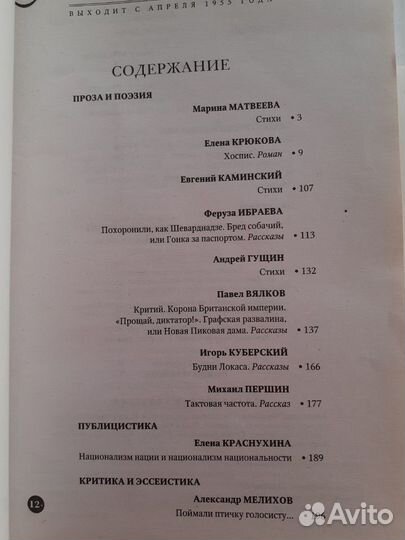 ВЫХОДИТ С АПРЕЛЯ 1955 ГОДА
СОДЕРЖАНИЕ
ПРОЗА И ПОЭЗИЯ
Марина МАТВЕЕВА
Стихи • 3
Елена КРЮКОВА
Хоспис. Роман • 9
Евгений КАМИНСКИЙ
Стихи • 107
Феруза ИБРАЕВА
Похоронили, как Шеварднадзе. Бред собачий,
или Гонка за паспортом. Рассказы • 113
Андрей ГУЩИН
Стихи • 132
Павел ВЯЛКОВ
Критий. Корона Британской империи.
«Прощай, диктатор!». Графская развалина,
или Новая Пиковая дама. Рассказы • 137
Игорь КУБЕРСКИЙ
Будни Локаса. Рассказы • 166
Михаил ПЕРШИН
Тактовая частота. Рассказ • 177
ПУБЛИЦИСТИКА
Елена КРАСНУХИНА
Национализм нации и национализм национальности • 189
КРИТИКА И ЭССЕИСТИКА
12
Александр МЕЛИХОВ
Поймали птичку голосисту...
Avito